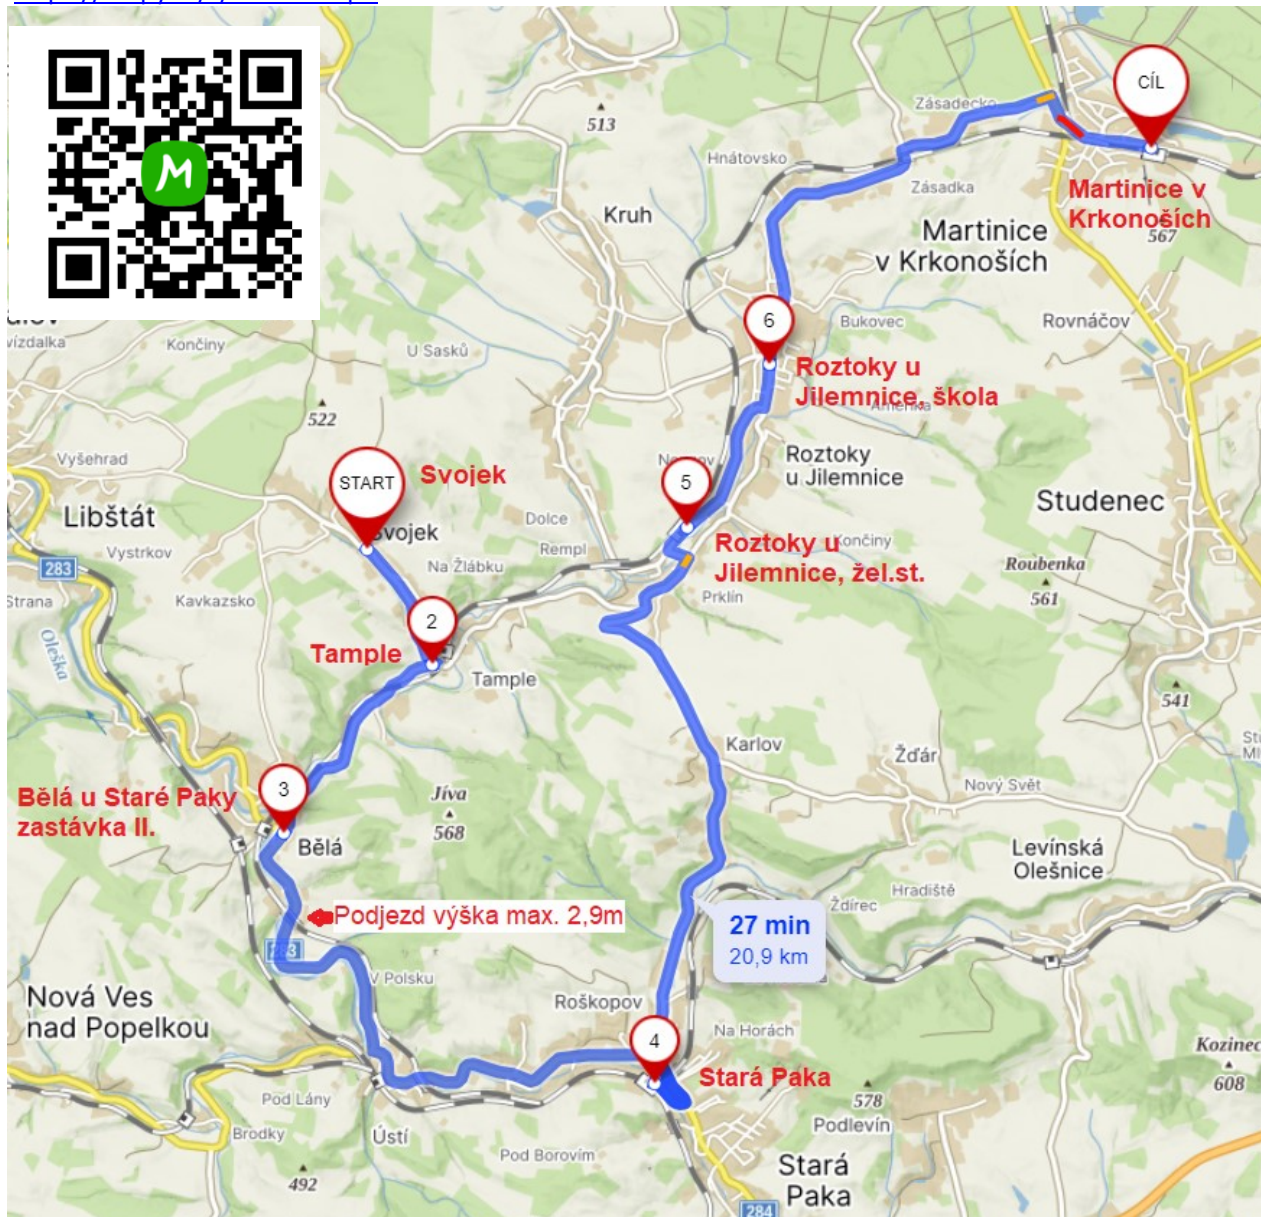 CÍL
Zásadecko
513
Hnátovsko
Zásadka
Martinice v
Krkonoších
567
Kruh
Martinice
v Krkonoších
6
Bukovec
Rovnáčov
Končiny
U Sasků
Roztoky u
Jilemnice, škola
522
Vyšehrad
START
Svojek
5
Roztoky
u Jilemnice
Studenec
Libštát
Svojek
Dolce
Vystrkov
Rempl
Roztoky u
Jilemnice, žel.st.
Končiny
283
Na Žlábku
Roubenka
561
Strana
Kavkazsko
Prklín
2
Oleška
Tample
Tample
541
Karlov
Žďár
Nový Svět
3
Bělá u Staré Paky
zastávka II.
Jíva
568
Bělá
Levínská
Olešnice
Hradiště
Ždírec
Podjezd výška max. 2,9m
27 min
20,9 km
283
V Polsku
Nová Ves
nad Popelkou
Roškopov
Na Horách
4
Kozinec
608
Stará Paka
578
Pod Lány
Podlevín
Brodky
Ústí
Pod Borovím
492
Stará
Paka
284